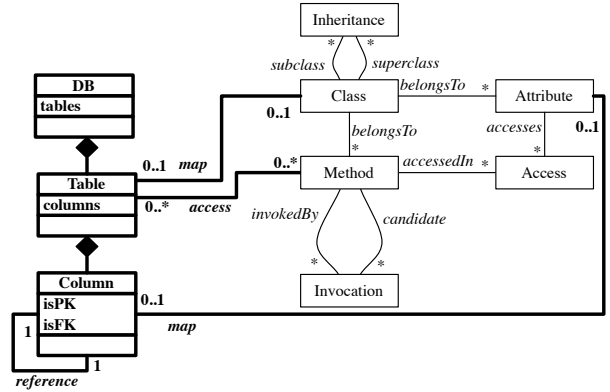 Inheritance
* *
subclass superclass
DB
tables
Class
belongsTo *
Attribute
0..1
0..1
belongsTo
accesses
*
*
0..1 map
0..*
Table
columns
Method
accessedIn *
Access
0..* access
invokedBy candidate
* *
Column
isPK
isFK
0..1
Invocation
map
1
1
reference